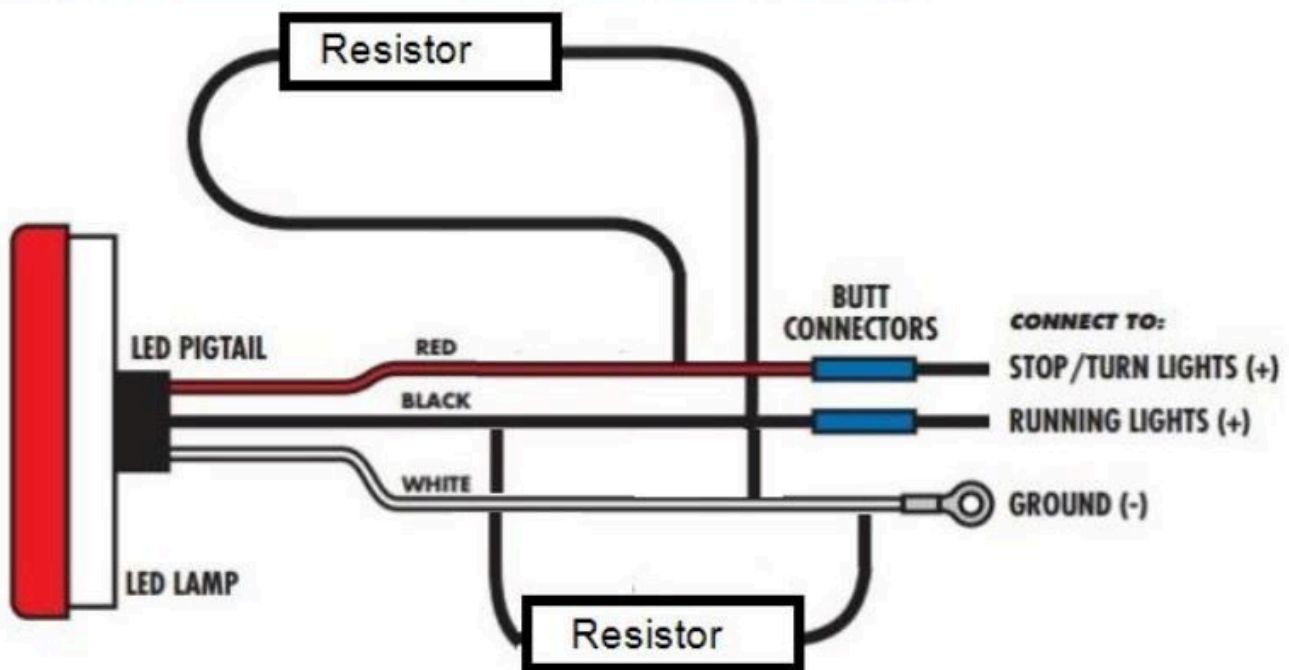 Resistor
BUTT
CONNECTORS
CONNECT TO:
LED PIGTAIL
RED
STOP/TURN LIGHTS (+)
BLACK
RUNNING LIGHTS (+)
WHITE
GROUND (-)
LED LAMP
Resistor